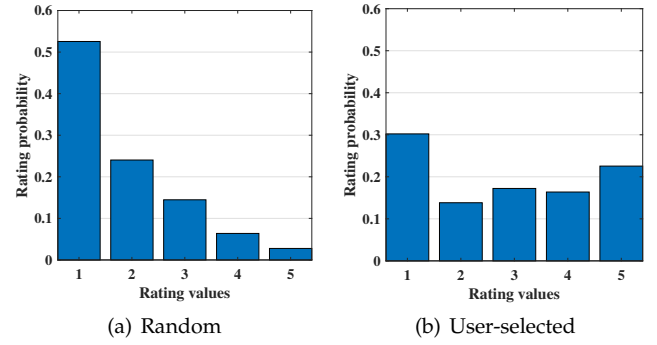 0.6
0.5
0.4
0.3
0.2
0.1
0
Rating probability
1 2 3 4 5
Rating values
(a) Random
0.6
0.5
0.4
0.3
0.2
0.1
0
Rating probability
1 2 3 4 5
Rating values
(b) User-selected